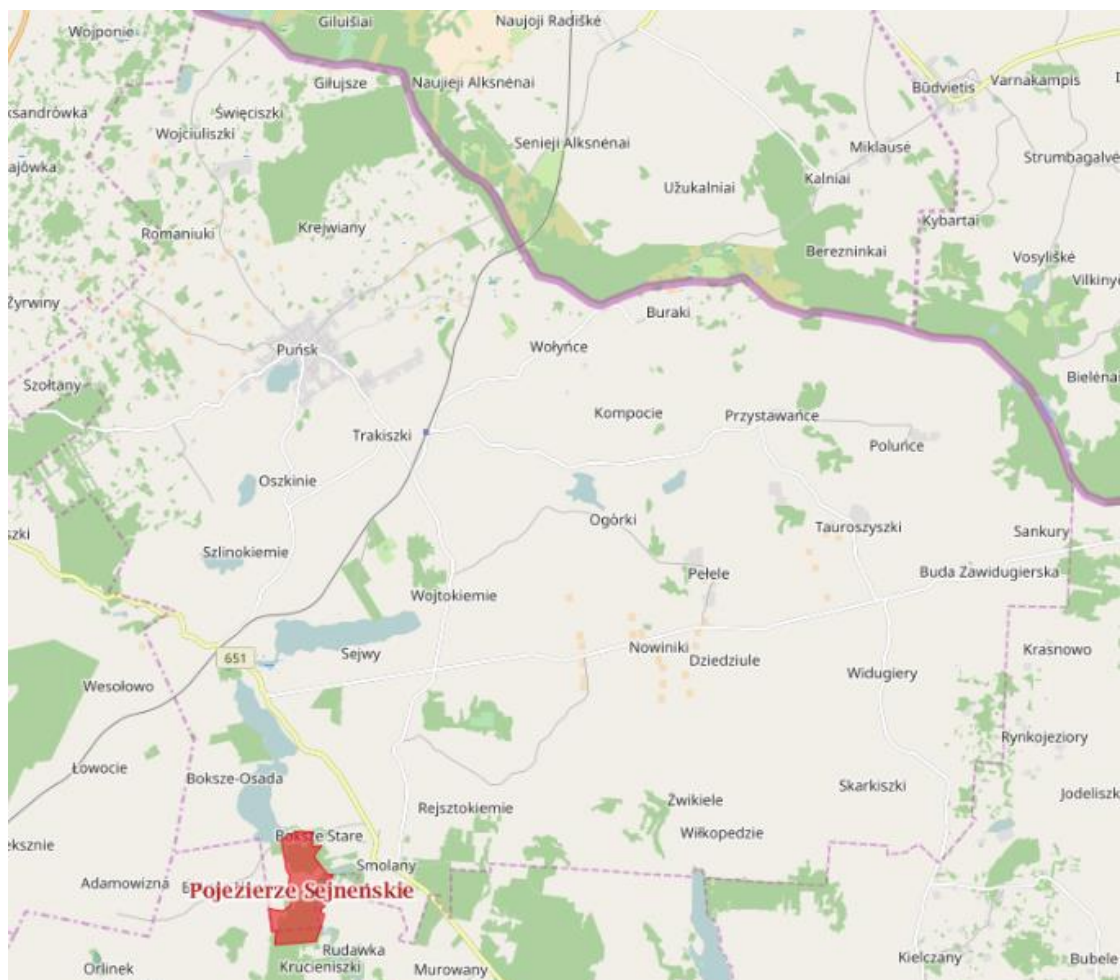 Wojponie
Giluišiai
Naujoji Radiškė
Giłujsze
Naujieji Alksnėnai
Būdvietis
Varnakampis
Święciszki
Wojciuliszki
Senieji Alksnėnai
Miklausė
Kalniai
Strumbagalvė
Užukalniai
Romaniuki
Krejwiany
Kybartai
Berezninkai
Vosyliškė
Żyrwiny
Buraki
Puńsk
Wołyńce
Szołtany
Bielėnai
Kompocie
Przystawańce
Trakiszki
Poluńce
Oszkinie
Ogórki
Tauroszyszki
Sankury
Szlinokiemie
Pełele
Buda Zawidugierska
Wojtokiemie
651
Sejwy
Nowiniki
Dziedziule
Krasnowo
Wesołowo
Widugiery
Rynkojeziory
Łowocie
Boksze-Osada
Skarkiszki
Rejsztokiemie
Żwikiele
Wiłkopedzie
Boksze Stare
Smolany
Adamowizna
Pojezierze Sejneńskie
Rudawka
Orlinek
Krucieniszki
Murowany
Kielczany
Bubele